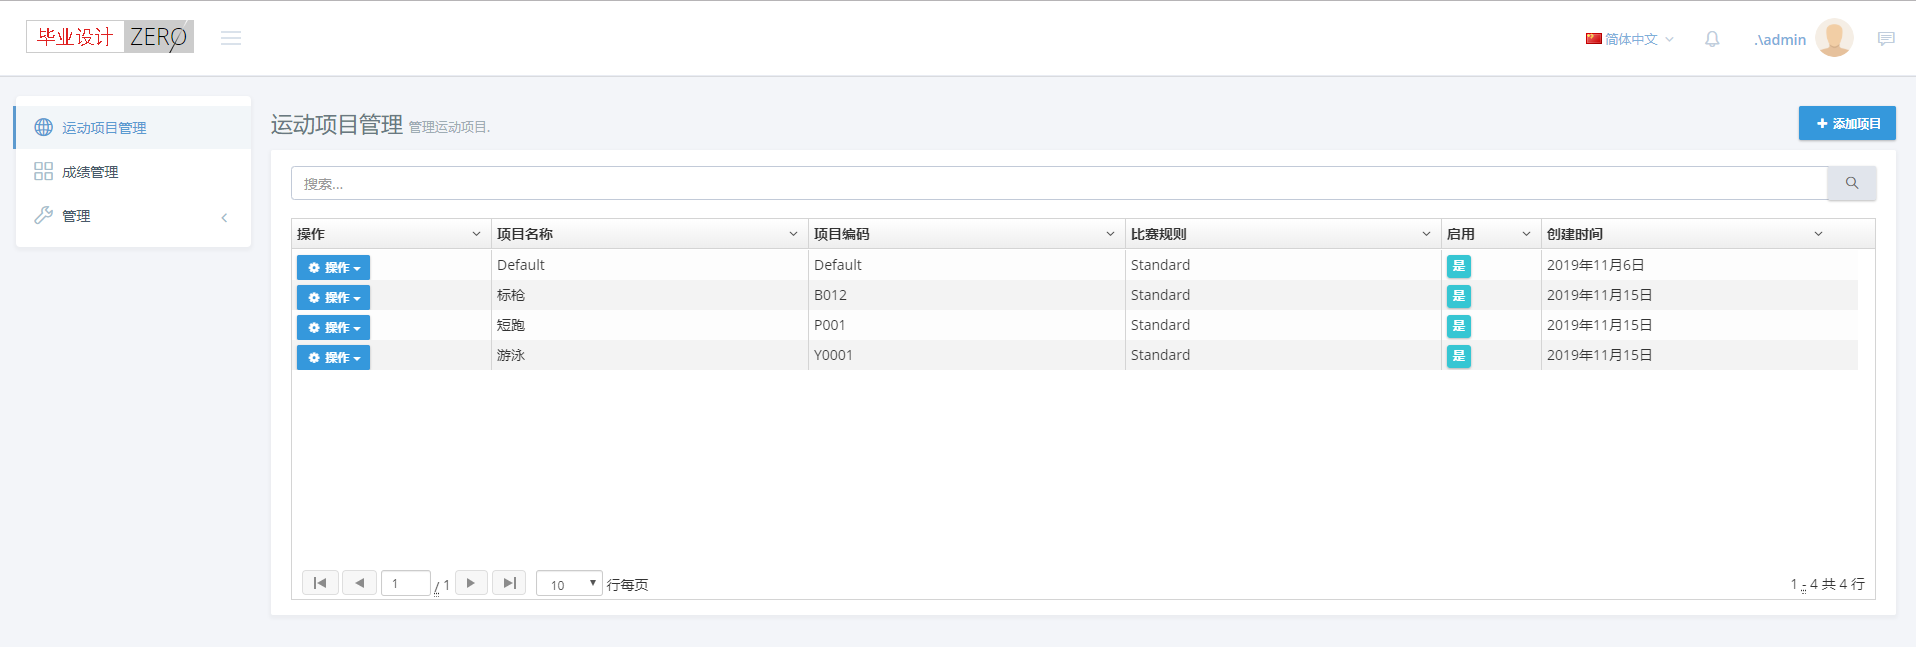 毕业设计 ZERO
简体中文
.\admin
运动项目管理
成绩管理
管理
运动项目管理 管理运动项目.
添加项目
搜索...
操作 项目名称 项目编码 比赛规则 启用 创建时间
操作 Default Default Standard 是 2019年11月6日
操作 标枪 B012 Standard 是 2019年11月15日
操作 短跑 P001 Standard 是 2019年11月15日
操作 游泳 Y0001 Standard 是 2019年11月15日
1 / 1 10 行每页
1 - 4 共 4 行